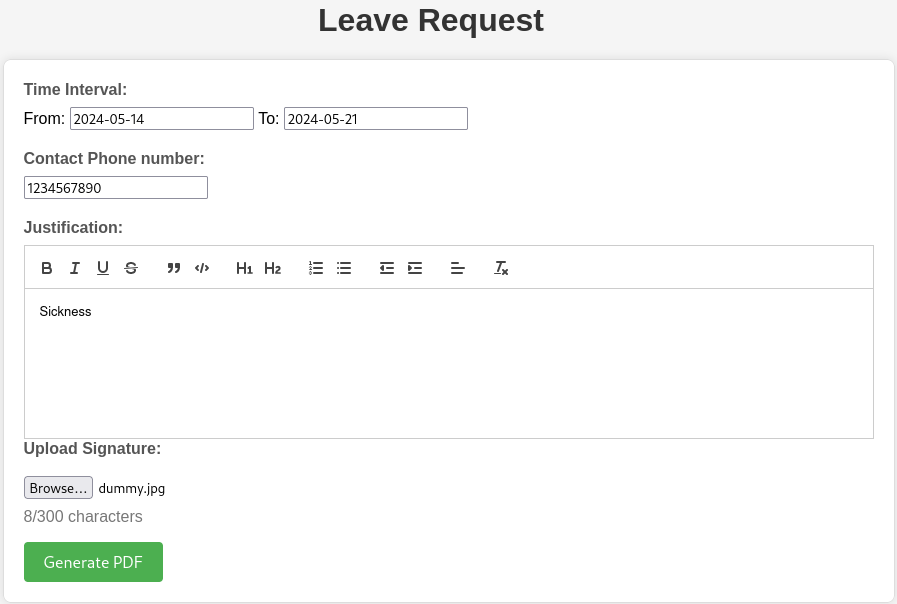 Leave Request
Time Interval:
From: 2024-05-14 To: 2024-05-21
Contact Phone number:
1234567890
Justification:
B I U S H1 H2
Sickness
Upload Signature:
Browse... dummy.jpg
8/300 characters
Generate PDF